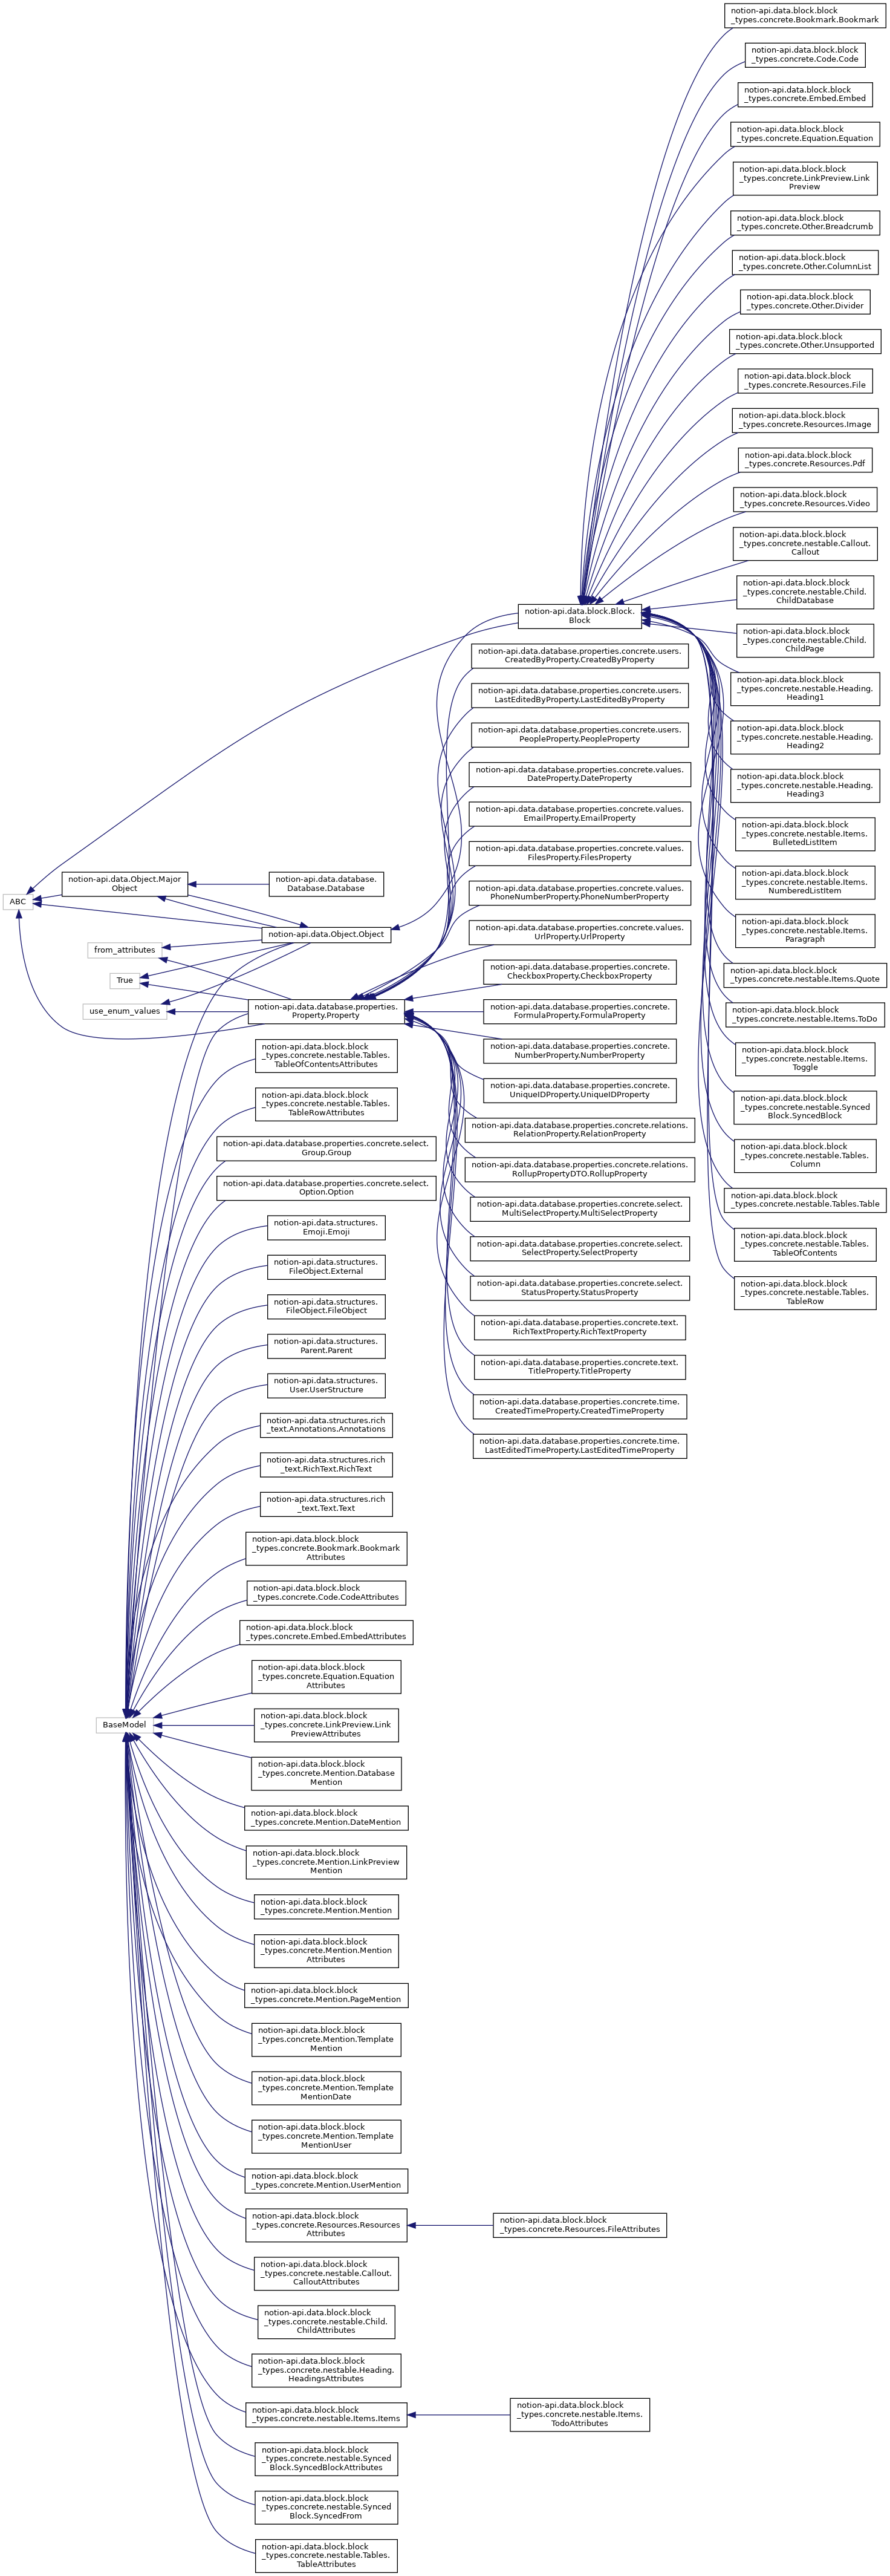 notion-api.data.block.block
_types.concrete.Bookmark.Bookmark
notion-api.data.block.block
_types.concrete.Code.Code
notion-api.data.block.block
_types.concrete.Embed.Embed
notion-api.data.block.block
_types.concrete.Equation.Equation
notion-api.data.block.block
_types.concrete.LinkPreview.Link
Preview
notion-api.data.block.block
_types.concrete.Other.Breadcrumb
notion-api.data.block.block
_types.concrete.Other.ColumnList
notion-api.data.block.block
_types.concrete.Other.Divider
notion-api.data.block.block
_types.concrete.Other.Unsupported
notion-api.data.block.block
_types.concrete.Resources.File
notion-api.data.block.block
_types.concrete.Resources.Image
notion-api.data.block.block
_types.concrete.Resources.Pdf
notion-api.data.block.block
_types.concrete.Resources.Video
notion-api.data.block.block
_types.concrete.nestable.Callout.
Callout
notion-api.data.block.block
_types.concrete.nestable.Child.
ChildDatabase
notion-api.data.block.block
_types.concrete.nestable.Child.
ChildPage
notion-api.data.block.block
_types.concrete.nestable.Heading.
Heading1
notion-api.data.block.block
_types.concrete.nestable.Heading.
Heading2
notion-api.data.block.block
_types.concrete.nestable.Heading.
Heading3
notion-api.data.block.block
_types.concrete.nestable.Items.
BulletedListItem
notion-api.data.block.block
_types.concrete.nestable.Items.
NumberedListItem
notion-api.data.block.block
_types.concrete.nestable.Items.
Paragraph
notion-api.data.block.block
_types.concrete.nestable.Items.Quote
notion-api.data.block.block
_types.concrete.nestable.Items.ToDo
notion-api.data.block.block
_types.concrete.nestable.Items.
Toggle
notion-api.data.block.block
_types.concrete.nestable.Synced
Block.SyncedBlock
notion-api.data.block.block
_types.concrete.nestable.Tables.
Column
notion-api.data.block.block
_types.concrete.nestable.Tables.Table
notion-api.data.block.block
_types.concrete.nestable.Tables.
TableOfContents
notion-api.data.block.block
_types.concrete.nestable.Tables.
TableRow
notion-api.data.block.Block.
Block
notion-api.data.database.properties.concrete.users.
CreatedByProperty.CreatedByProperty
notion-api.data.database.properties.concrete.users.
LastEditedByProperty.LastEditedByProperty
notion-api.data.database.properties.concrete.users.
PeopleProperty.PeopleProperty
notion-api.data.database.properties.concrete.values.
DateProperty.DateProperty
notion-api.data.database.properties.concrete.values.
EmailProperty.EmailProperty
notion-api.data.database.properties.concrete.values.
FilesProperty.FilesProperty
notion-api.data.database.properties.concrete.values.
PhoneNumberProperty.PhoneNumberProperty
notion-api.data.database.properties.concrete.values.
UrlProperty.UrlProperty
notion-api.data.database.properties.concrete.
CheckboxProperty.CheckboxProperty
notion-api.data.database.properties.concrete.
FormulaProperty.FormulaProperty
notion-api.data.database.properties.concrete.
NumberProperty.NumberProperty
notion-api.data.database.properties.concrete.
UniqueIDProperty.UniqueIDProperty
notion-api.data.database.properties.concrete.relations.
RelationProperty.RelationProperty
notion-api.data.database.properties.concrete.relations.
RollupPropertyDTO.RollupProperty
notion-api.data.database.properties.concrete.select.
MultiSelectProperty.MultiSelectProperty
notion-api.data.database.properties.concrete.select.
SelectProperty.SelectProperty
notion-api.data.database.properties.concrete.select.
StatusProperty.StatusProperty
notion-api.data.database.properties.concrete.text.
RichTextProperty.RichTextProperty
notion-api.data.database.properties.concrete.text.
TitleProperty.TitleProperty
notion-api.data.database.properties.concrete.time.
CreatedTimeProperty.CreatedTimeProperty
notion-api.data.database.properties.concrete.time.
LastEditedTimeProperty.LastEditedTimeProperty
ABC
notion-api.data.Object.Major
Object
notion-api.data.database.
Database.Database
notion-api.data.Object.Object
from_attributes
True
use_enum_values
notion-api.data.database.properties.
Property.Property
notion-api.data.block.block
_types.concrete.nestable.Tables.
TableOfContentsAttributes
notion-api.data.block.block
_types.concrete.nestable.Tables.
TableRowAttributes
notion-api.data.database.properties.concrete.select.
Group.Group
notion-api.data.database.properties.concrete.select.
Option.Option
notion-api.data.structures.
Emoji.Emoji
notion-api.data.structures.
FileObject.External
notion-api.data.structures.
FileObject.FileObject
notion-api.data.structures.
Parent.Parent
notion-api.data.structures.
User.UserStructure
notion-api.data.structures.rich
_text.Annotations.Annotations
notion-api.data.structures.rich
_text.RichText.RichText
notion-api.data.structures.rich
_text.Text.Text
notion-api.data.block.block
_types.concrete.Bookmark.Bookmark
Attributes
notion-api.data.block.block
_types.concrete.Code.CodeAttributes
notion-api.data.block.block
_types.concrete.Embed.EmbedAttributes
notion-api.data.block.block
_types.concrete.Equation.Equation
Attributes
BaseModel
notion-api.data.block.block
_types.concrete.LinkPreview.Link
PreviewAttributes
notion-api.data.block.block
_types.concrete.Mention.Database
Mention
notion-api.data.block.block
_types.concrete.Mention.DateMention
notion-api.data.block.block
_types.concrete.Mention.LinkPreview
Mention
notion-api.data.block.block
_types.concrete.Mention.Mention
notion-api.data.block.block
_types.concrete.Mention.Mention
Attributes
notion-api.data.block.block
_types.concrete.Mention.PageMention
notion-api.data.block.block
_types.concrete.Mention.Template
Mention
notion-api.data.block.block
_types.concrete.Mention.Template
MentionDate
notion-api.data.block.block
_types.concrete.Mention.Template
MentionUser
notion-api.data.block.block
_types.concrete.Mention.UserMention
notion-api.data.block.block
_types.concrete.Resources.Resources
Attributes
notion-api.data.block.block
_types.concrete.Resources.FileAttributes
notion-api.data.block.block
_types.concrete.nestable.Callout.
CalloutAttributes
notion-api.data.block.block
_types.concrete.nestable.Child.
ChildAttributes
notion-api.data.block.block
_types.concrete.nestable.Heading.
HeadingsAttributes
notion-api.data.block.block
_types.concrete.nestable.Items.Items
notion-api.data.block.block
_types.concrete.nestable.Items.
TodoAttributes
notion-api.data.block.block
_types.concrete.nestable.Synced
Block.SyncedBlockAttributes
notion-api.data.block.block
_types.concrete.nestable.Synced
Block.SyncedFrom
notion-api.data.block.block
_types.concrete.nestable.Tables.
TableAttributes